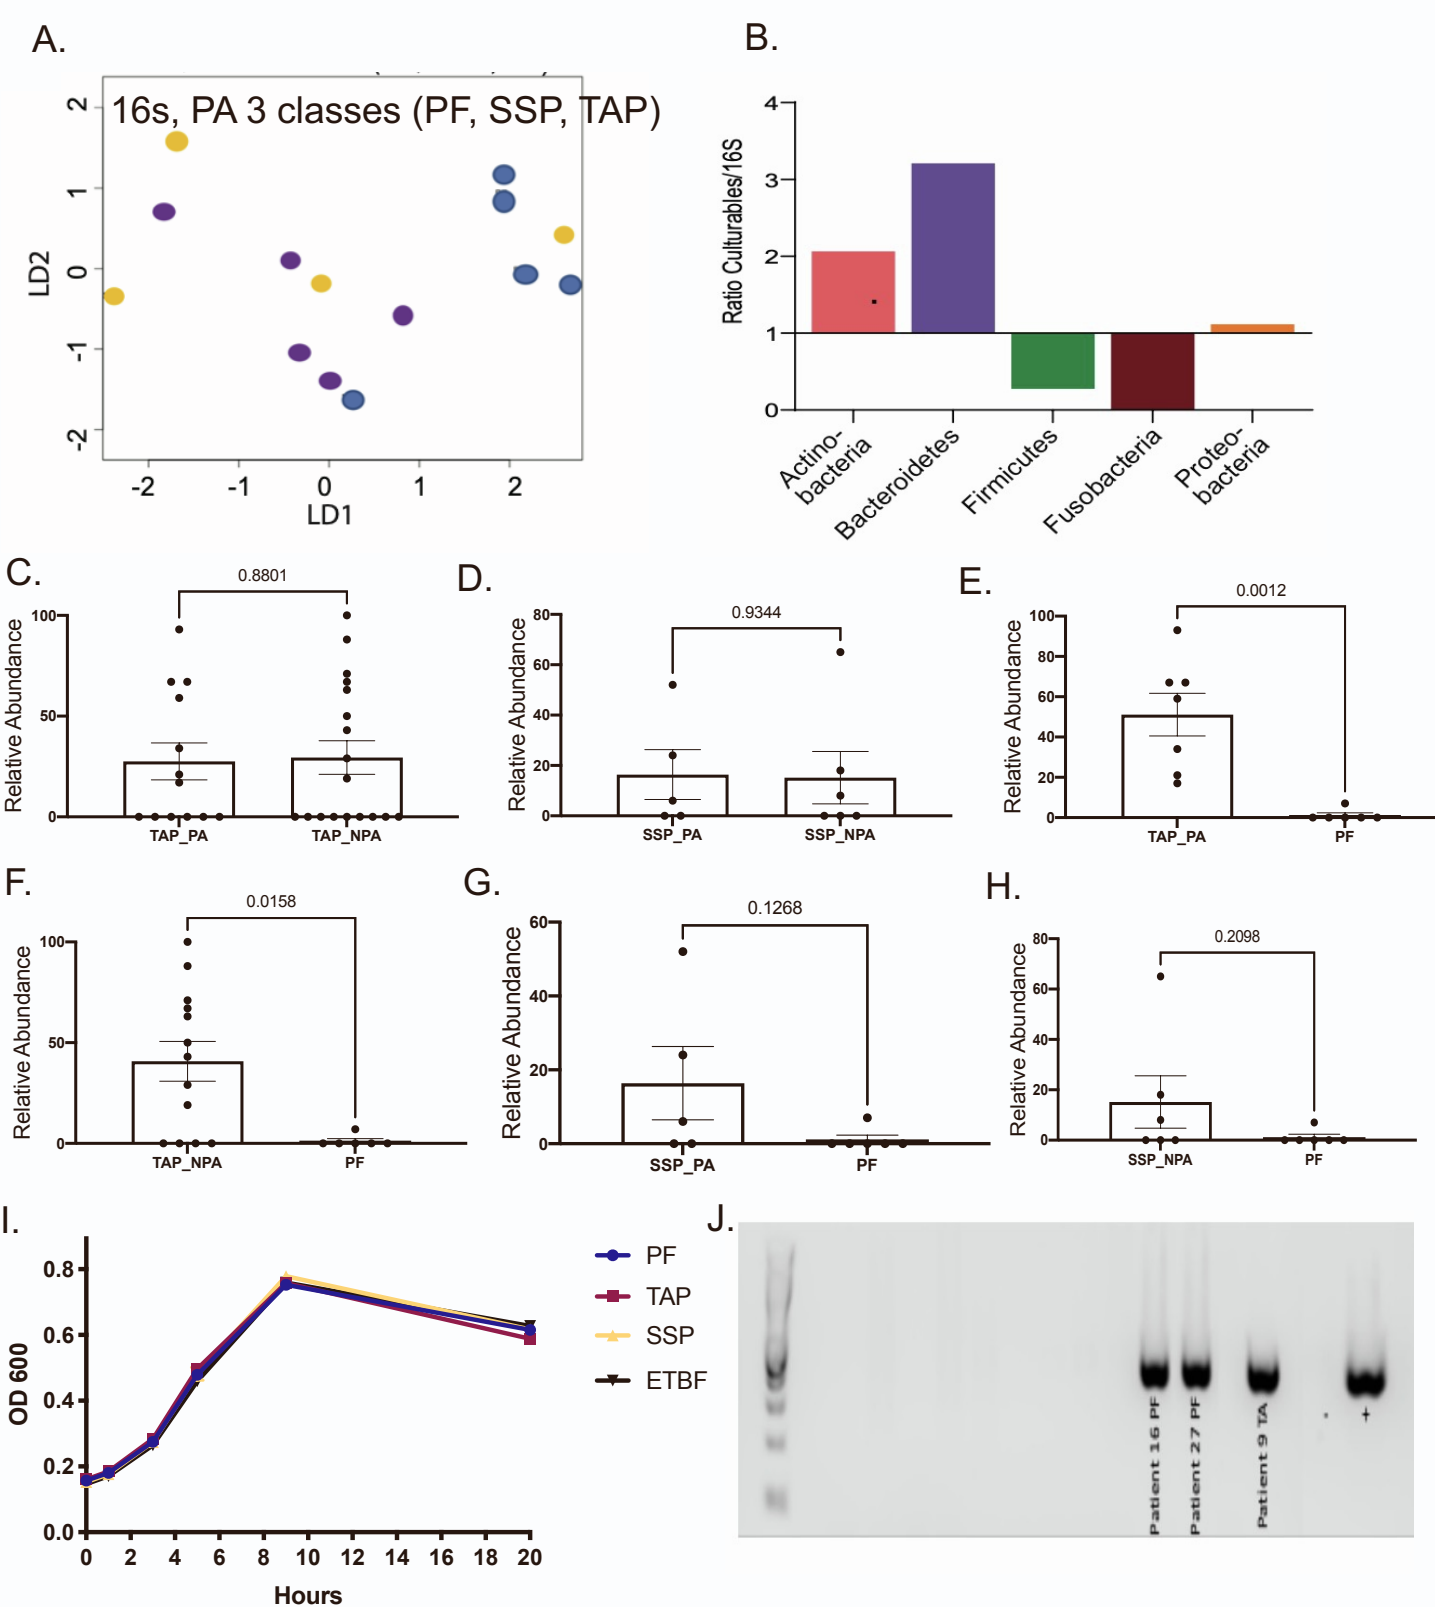 A.
16s, PA 3 classes (PF, SSP, TAP)
LD2
2
1
0
-1
-2
-2
-1
0
1
2
LD1
B.
Ratio Culturables/16S
4
3
2
1
0
Actino-
bacteria
Bacteroidetes
Firmicutes
Fusobacteria
Proteo-
bacteria
C.
0.8801
Relative Abundance
100
50
0
TAP_PA
TAP_NPA
D.
0.9344
Relative Abundance
80
60
40
20
0
SSP_PA
SSP_NPA
E.
0.0012
Relative Abundance
100
80
60
40
20
0
TAP_PA
PF
F.
0.0158
Relative Abundance
100
50
0
TAP_NPA
PF
G.
0.1268
Relative Abundance
60
40
20
0
SSP_PA
PF
H.
0.2098
Relative Abundance
80
60
40
20
0
SSP_NPA
PF
I.
OD 600
0.8
0.6
0.4
0.2
0.0
0
2
4
6
8
10
12
14
16
18
20
Hours
PF
TAP
SSP
ETBF
J.
Patient 16 PF
Patient 27 PF
Patient 9 TA
+